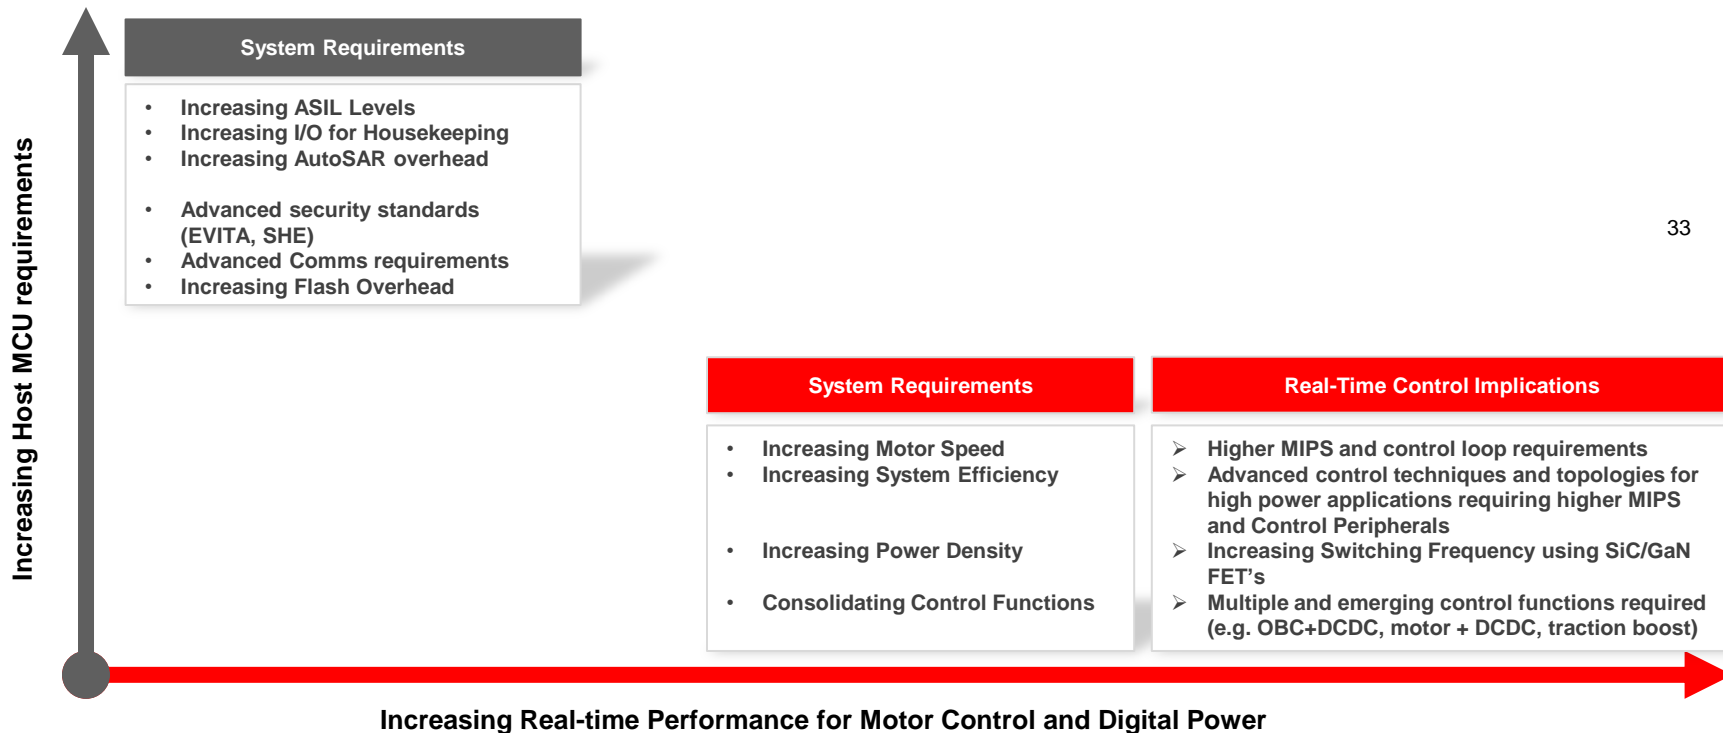 System Requirements
• Increasing ASIL Levels
• Increasing I/O for Housekeeping
• Increasing AutoSAR overhead
• Advanced security standards
(EVITA, SHE)
• Advanced Comms requirements
• Increasing Flash Overhead
Increasing Host MCU requirements
33
System Requirements
• Increasing Motor Speed
• Increasing System Efficiency
• Increasing Power Density
• Consolidating Control Functions
Real-Time Control Implications
➢ Higher MIPS and control loop requirements
➢ Advanced control techniques and topologies for
high power applications requiring higher MIPS
and Control Peripherals
➢ Increasing Switching Frequency using SiC/GaN
FET’s
➢ Multiple and emerging control functions required
(e.g. OBC+DCDC, motor + DCDC, traction boost)
Increasing Real-time Performance for Motor Control and Digital Power